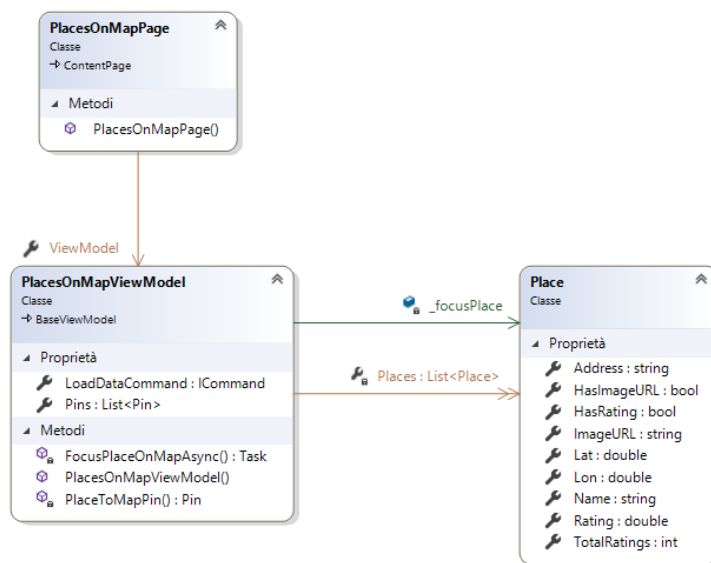 PlacesOnMapPage
Classe
ContentPage
Metodi
PlacesOnMapPage()
ViewModel
PlacesOnMapViewModel
Classe
BaseViewModel
Proprietà
LoadDataCommand : ICommand
Pins : List<Pin>
Metodi
FocusPlaceOnMapAsync() : Task
PlacesOnMapViewModel()
PlaceToMapPin() : Pin
_focusPlace
Places : List<Place>
Place
Classe
Proprietà
Address : string
HasImageURL : bool
HasRating : bool
ImageURL : string
Lat : double
Lon : double
Name : string
Rating : double
TotalRatings : int